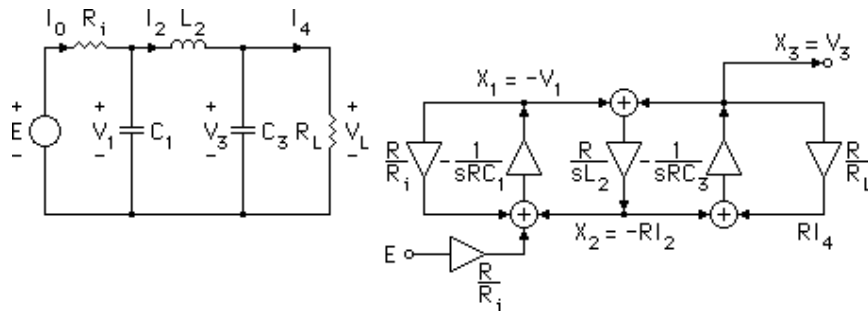 I0 Ri I2 L2 I4
+ + + +
E V1 C1 V3 C3 RL VL
− − − −
X3 = V3
X1 = −V1
+
R/Ri −1/sRC1 R/sL2 −1/sRC3 R/RL
+ +
X2 = −RI2 RI4
E
R/Ri